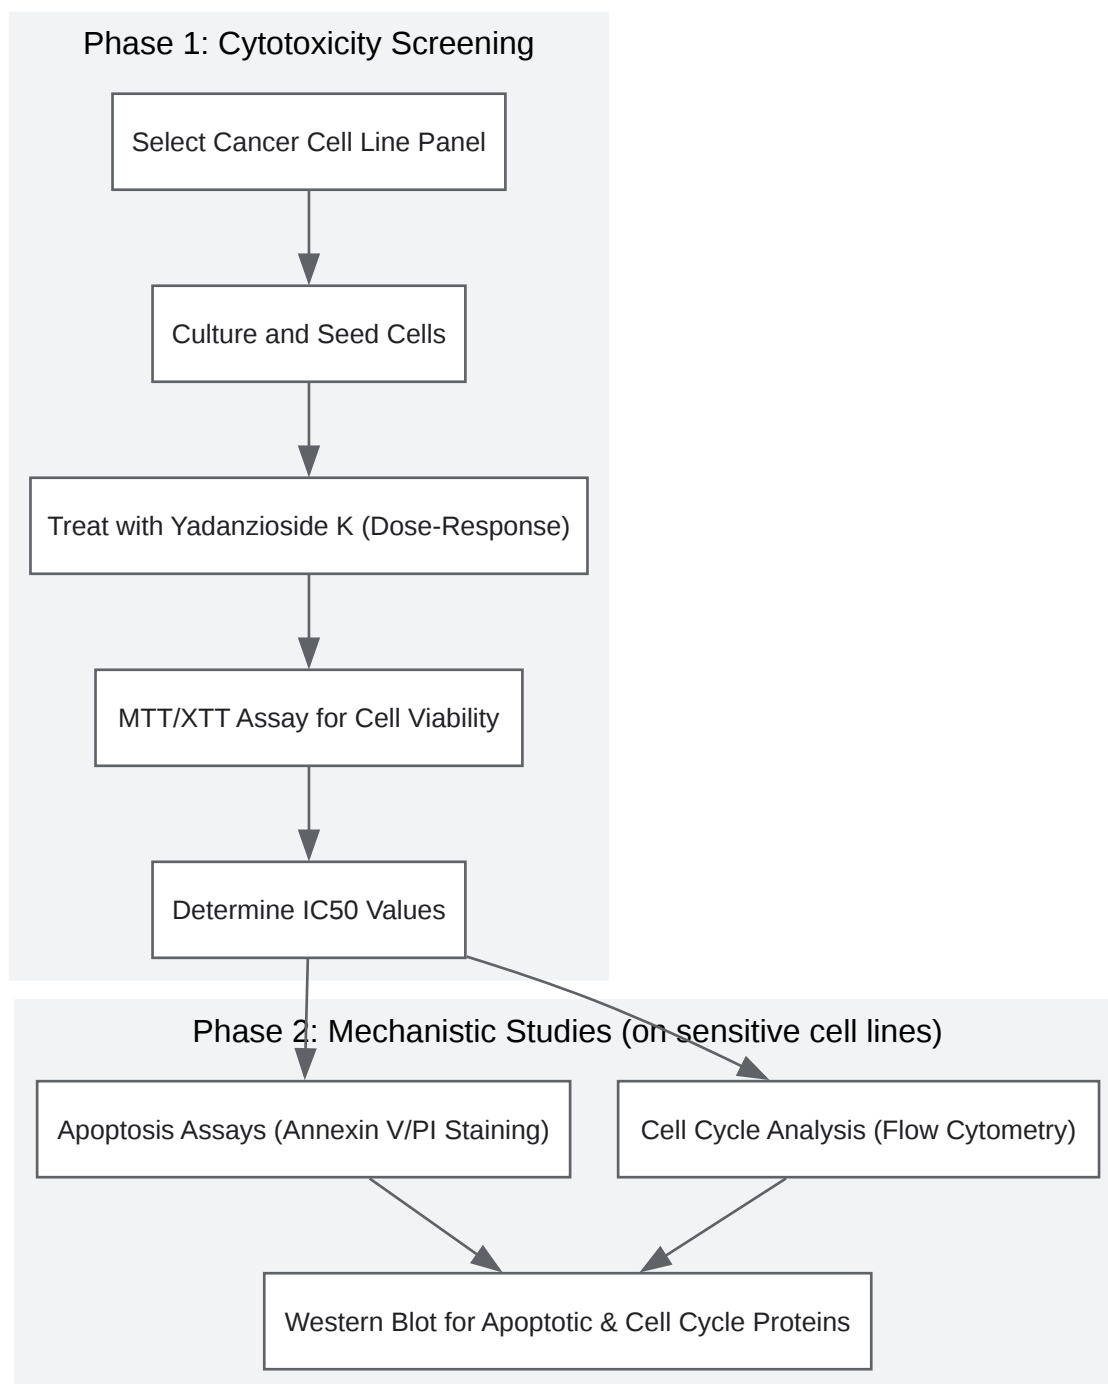 Phase 1: Cytotoxicity Screening
Select Cancer Cell Line Panel
Culture and Seed Cells
Treat with Yadanzioside K (Dose-Response)
MTT/XTT Assay for Cell Viability
Determine IC50 Values
Phase 2: Mechanistic Studies (on sensitive cell lines)
Apoptosis Assays (Annexin V/PI Staining)
Cell Cycle Analysis (Flow Cytometry)
Western Blot for Apoptotic & Cell Cycle Proteins